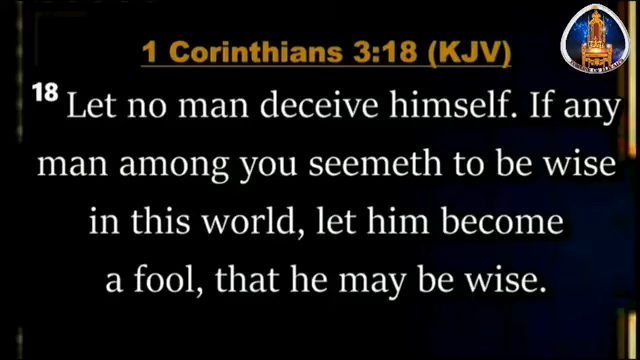 1 Corinthians 3:18 (KJV)
18 Let no man deceive himself. If any
man among you seemeth to be wise
in this world, let him become
a fool, that he may be wise.